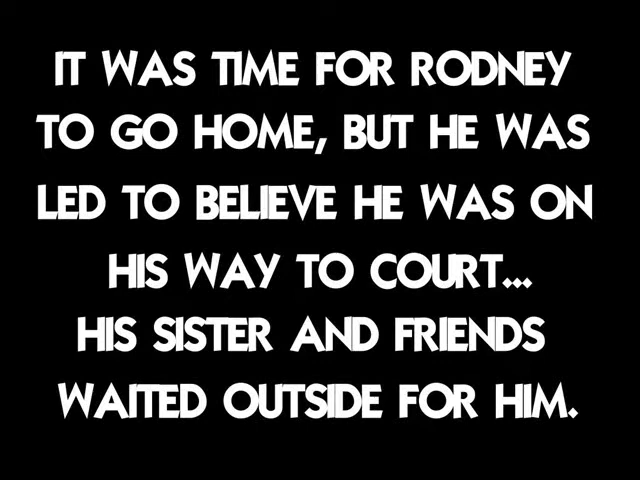 IT WAS TIME FOR RODNEY
TO GO HOME, BUT HE WAS
LED TO BELIEVE HE WAS ON
HIS WAY TO COURT...
HIS SISTER AND FRIENDS
WAITED OUTSIDE FOR HIM.